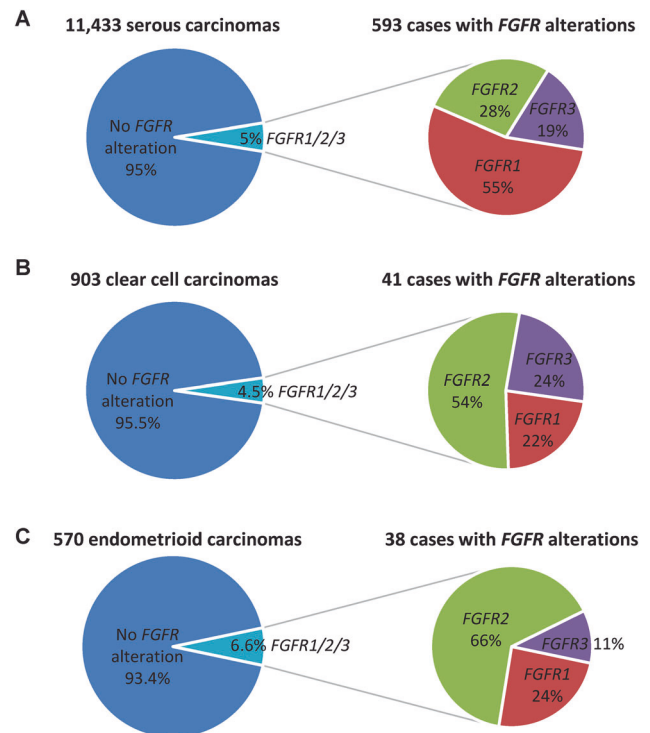 A
11,433 serous carcinomas
593 cases with FGFR alterations
No FGFR
alteration
95%
5% FGFR1/2/3
FGFR2
28%
FGFR3
19%
FGFR1
55%
B
903 clear cell carcinomas
41 cases with FGFR alterations
No FGFR
alteration
95.5%
4.5% FGFR1/2/3
FGFR2
54%
FGFR3
24%
FGFR1
22%
C
570 endometrioid carcinomas
38 cases with FGFR alterations
No FGFR
alteration
93.4%
6.6% FGFR1/2/3
FGFR2
66%
FGFR3 11%
FGFR1
24%